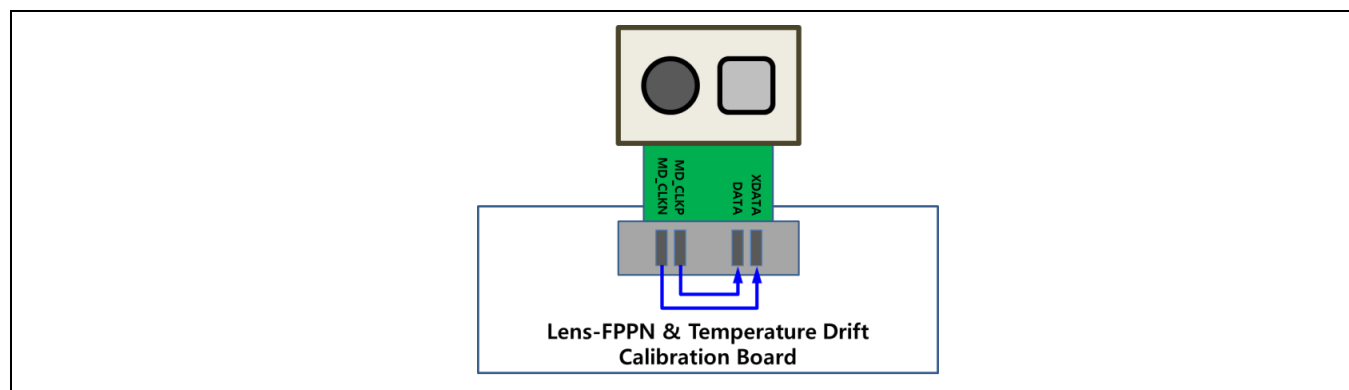 MD_CLKN
MD_CLKP
DATA
XDATA
Lens-FPPN & Temperature Drift
Calibration Board